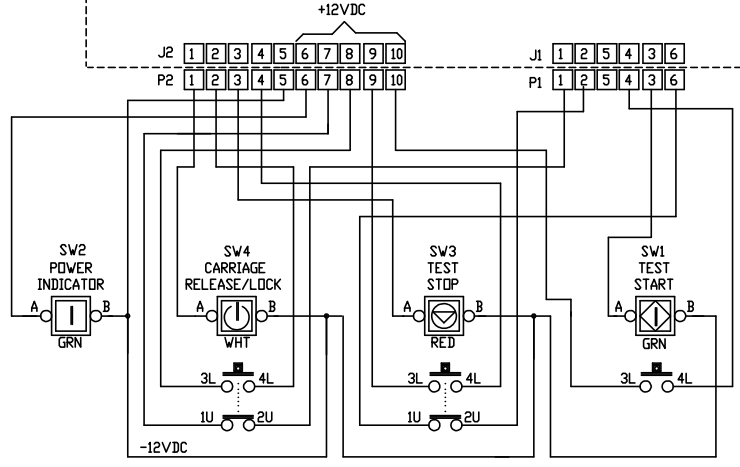 +12VDC
J2 1 2 3 4 5 6 7 8 9 10
J1 1 2 5 4 3 6
P2 1 2 3 4 5 6 7 8 9 10
P1 1 2 5 4 3 6
SW2
POWER
INDICATOR
A B
GRN
SW4
CARRIAGE
RELEASE/LOCK
A B
WHT
3L 4L
1U 2U
SW3
TEST
STOP
A B
RED
3L 4L
1U 2U
SW1
TEST
START
A B
GRN
3L 4L
-12VDC